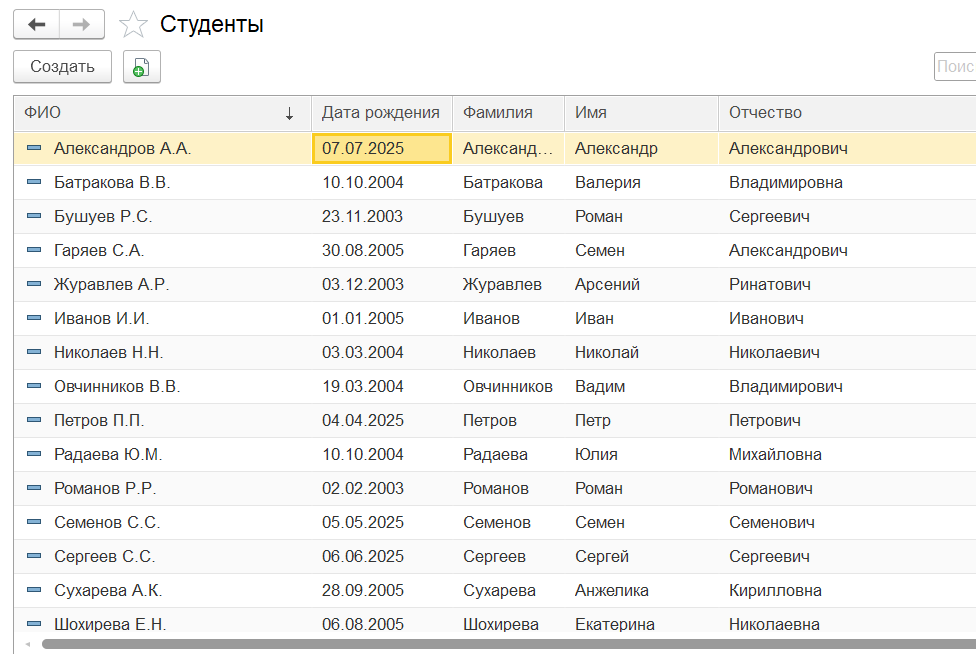 Студенты
Создать
Поис
ФИО ↓ Дата рождения Фамилия Имя Отчество
Александров А.А. 07.07.2025 Александ... Александр Александрович
Батракова В.В. 10.10.2004 Батракова Валерия Владимировна
Бушуев Р.С. 23.11.2003 Бушуев Роман Сергеевич
Гаряев С.А. 30.08.2005 Гаряев Семен Александрович
Журавлев А.Р. 03.12.2003 Журавлев Арсений Ринатович
Иванов И.И. 01.01.2005 Иванов Иван Иванович
Николаев Н.Н. 03.03.2004 Николаев Николай Николаевич
Овчинников В.В. 19.03.2004 Овчинников Вадим Владимирович
Петров П.П. 04.04.2025 Петров Петр Петрович
Радаева Ю.М. 10.10.2004 Радаева Юлия Михайловна
Романов Р.Р. 02.02.2003 Романов Роман Романович
Семенов С.С. 05.05.2025 Семенов Семен Семенович
Сергеев С.С. 06.06.2025 Сергеев Сергей Сергеевич
Сухарева А.К. 28.09.2005 Сухарева Анжелика Кирилловна
Шохирева Е.Н. 06.08.2005 Шохирева Екатерина Николаевна